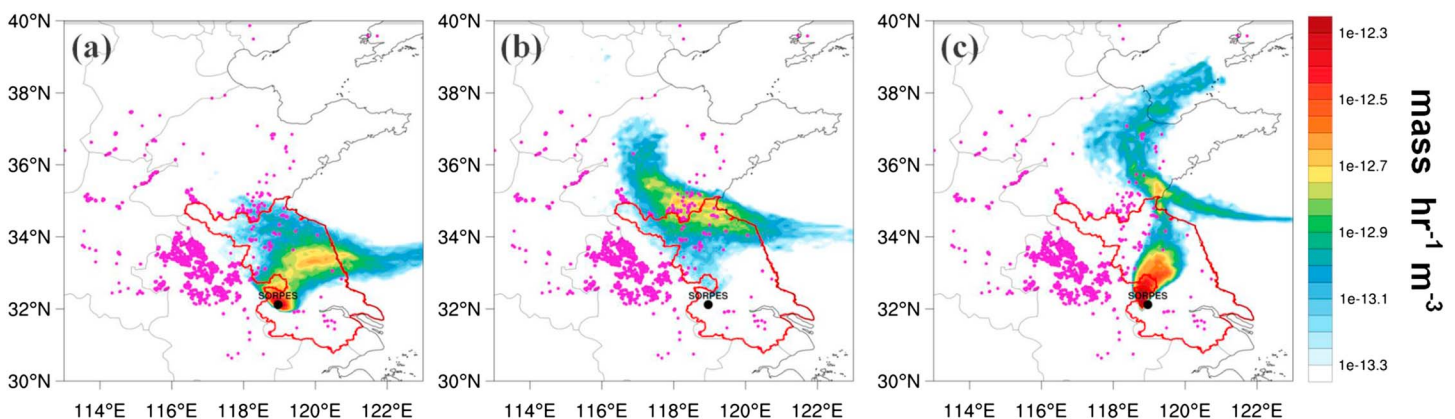 (a)
40°N
38°N
36°N
34°N
32°N
30°N
114°E 116°E 118°E 120°E 122°E
SORPES
(b)
40°N
38°N
36°N
34°N
32°N
30°N
114°E 116°E 118°E 120°E 122°E
SORPES
(c)
40°N
38°N
36°N
34°N
32°N
30°N
114°E 116°E 118°E 120°E 122°E
SORPES
1e-12.3
1e-12.5
1e-12.7
1e-12.9
1e-13.1
1e-13.3
mass hr⁻¹ m⁻³